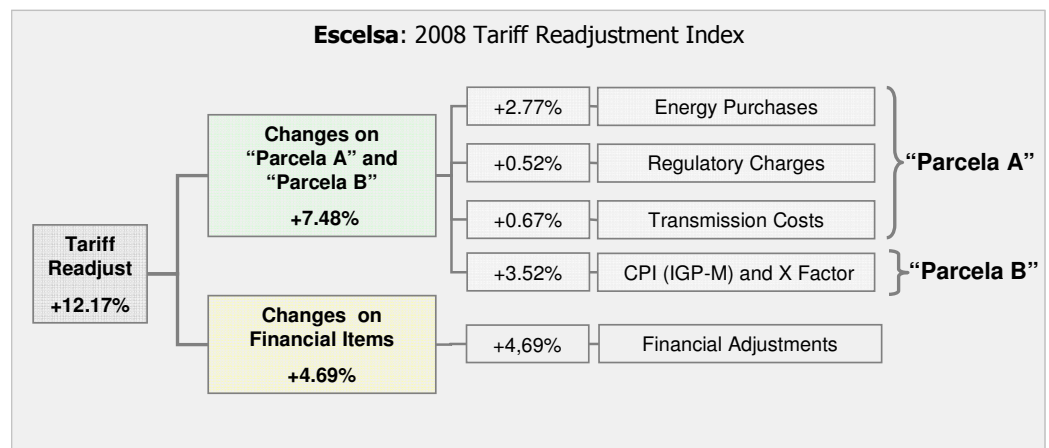 Escelsa: 2008 Tariff Readjustment Index
Tariff
Readjust
+12.17%
Changes on
“Parcela A” and
“Parcela B”
+7.48%
+2.77%
Energy Purchases
+0.52%
Regulatory Charges
+0.67%
Transmission Costs
“Parcela A”
+3.52%
CPI (IGP-M) and X Factor
“Parcela B”
Changes on
Financial Items
+4.69%
+4,69%
Financial Adjustments